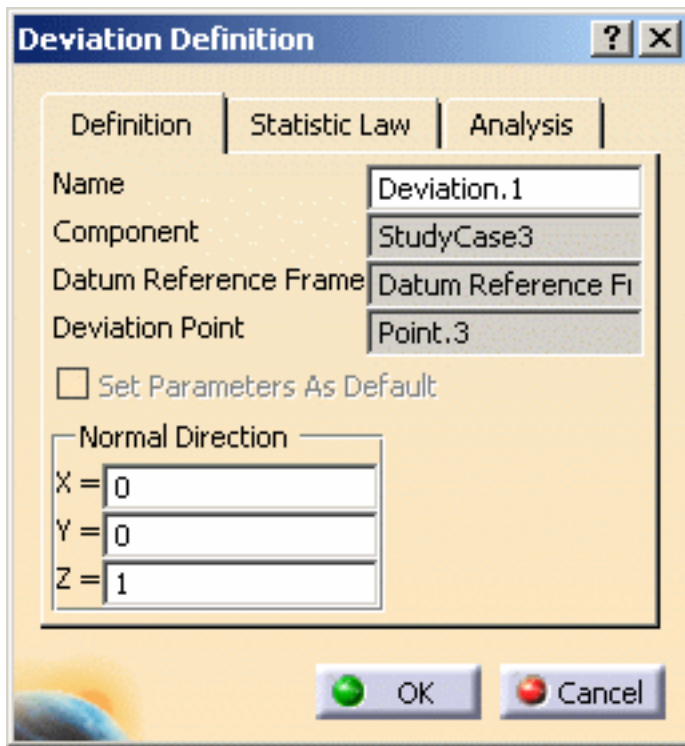 Deviation Definition
Definition Statistic Law Analysis
Name Deviation.1
Component StudyCase3
Datum Reference Frame Datum Reference
Deviation Point Point.3
Set Parameters As Default
Normal Direction
X = 0
Y = 0
Z = 1
OK Cancel